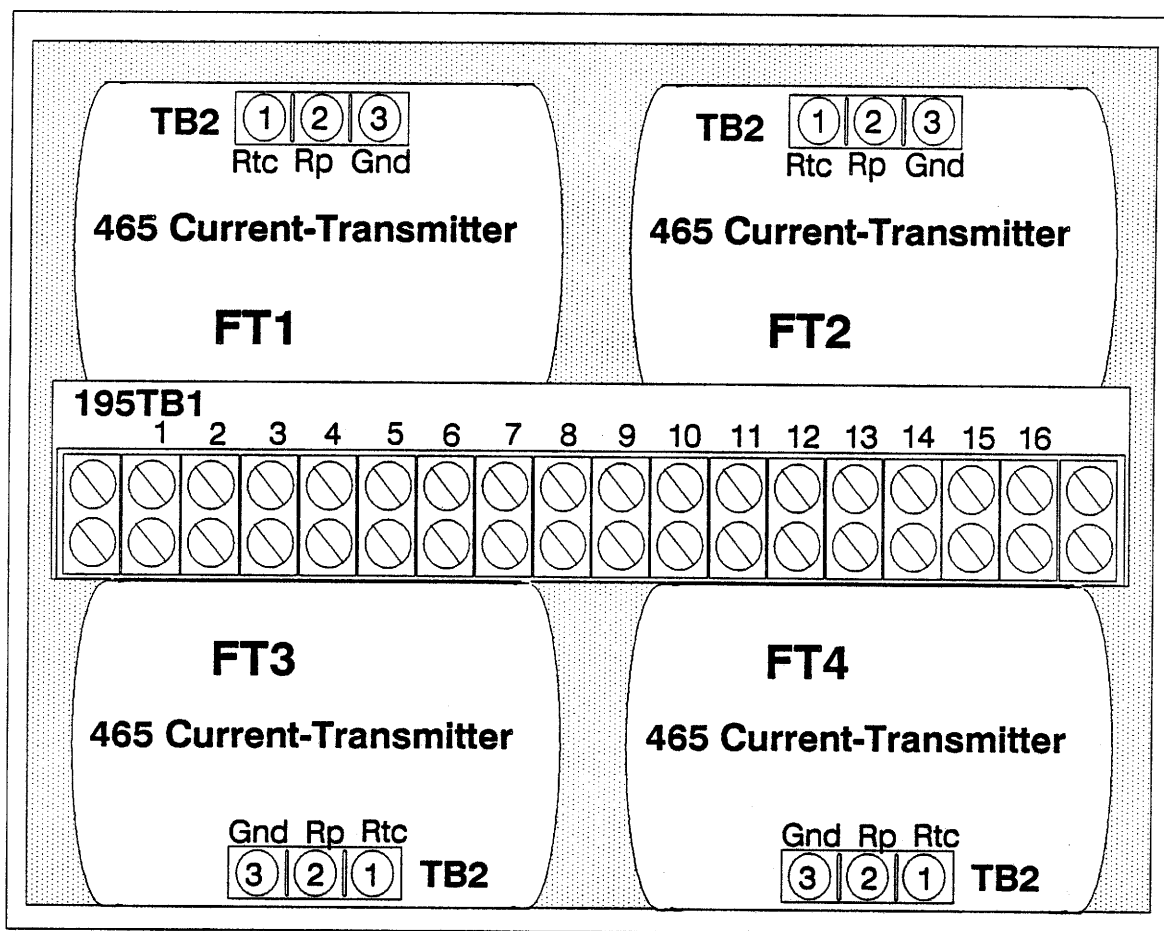 TB2 1 2 3
Rtc Rp Gnd
465 Current-Transmitter
FT1
TB2 1 2 3
Rtc Rp Gnd
465 Current-Transmitter
FT2
195TB1
1 2 3 4 5 6 7 8 9 10 11 12 13 14 15 16
FT3
465 Current-Transmitter
Gnd Rp Rtc
3 2 1 TB2
FT4
465 Current-Transmitter
Gnd Rp Rtc
3 2 1 TB2